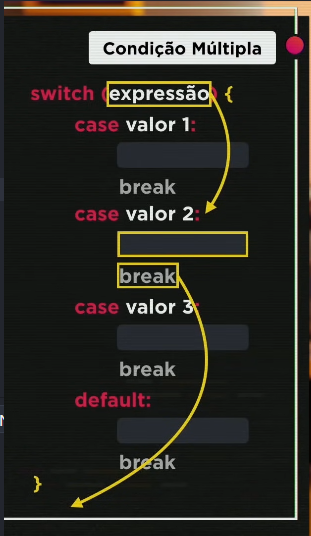 Condição Múltipla
switch (expressão) {
case valor 1:
break
case valor 2:
break
case valor 3:
break
default:
break
}